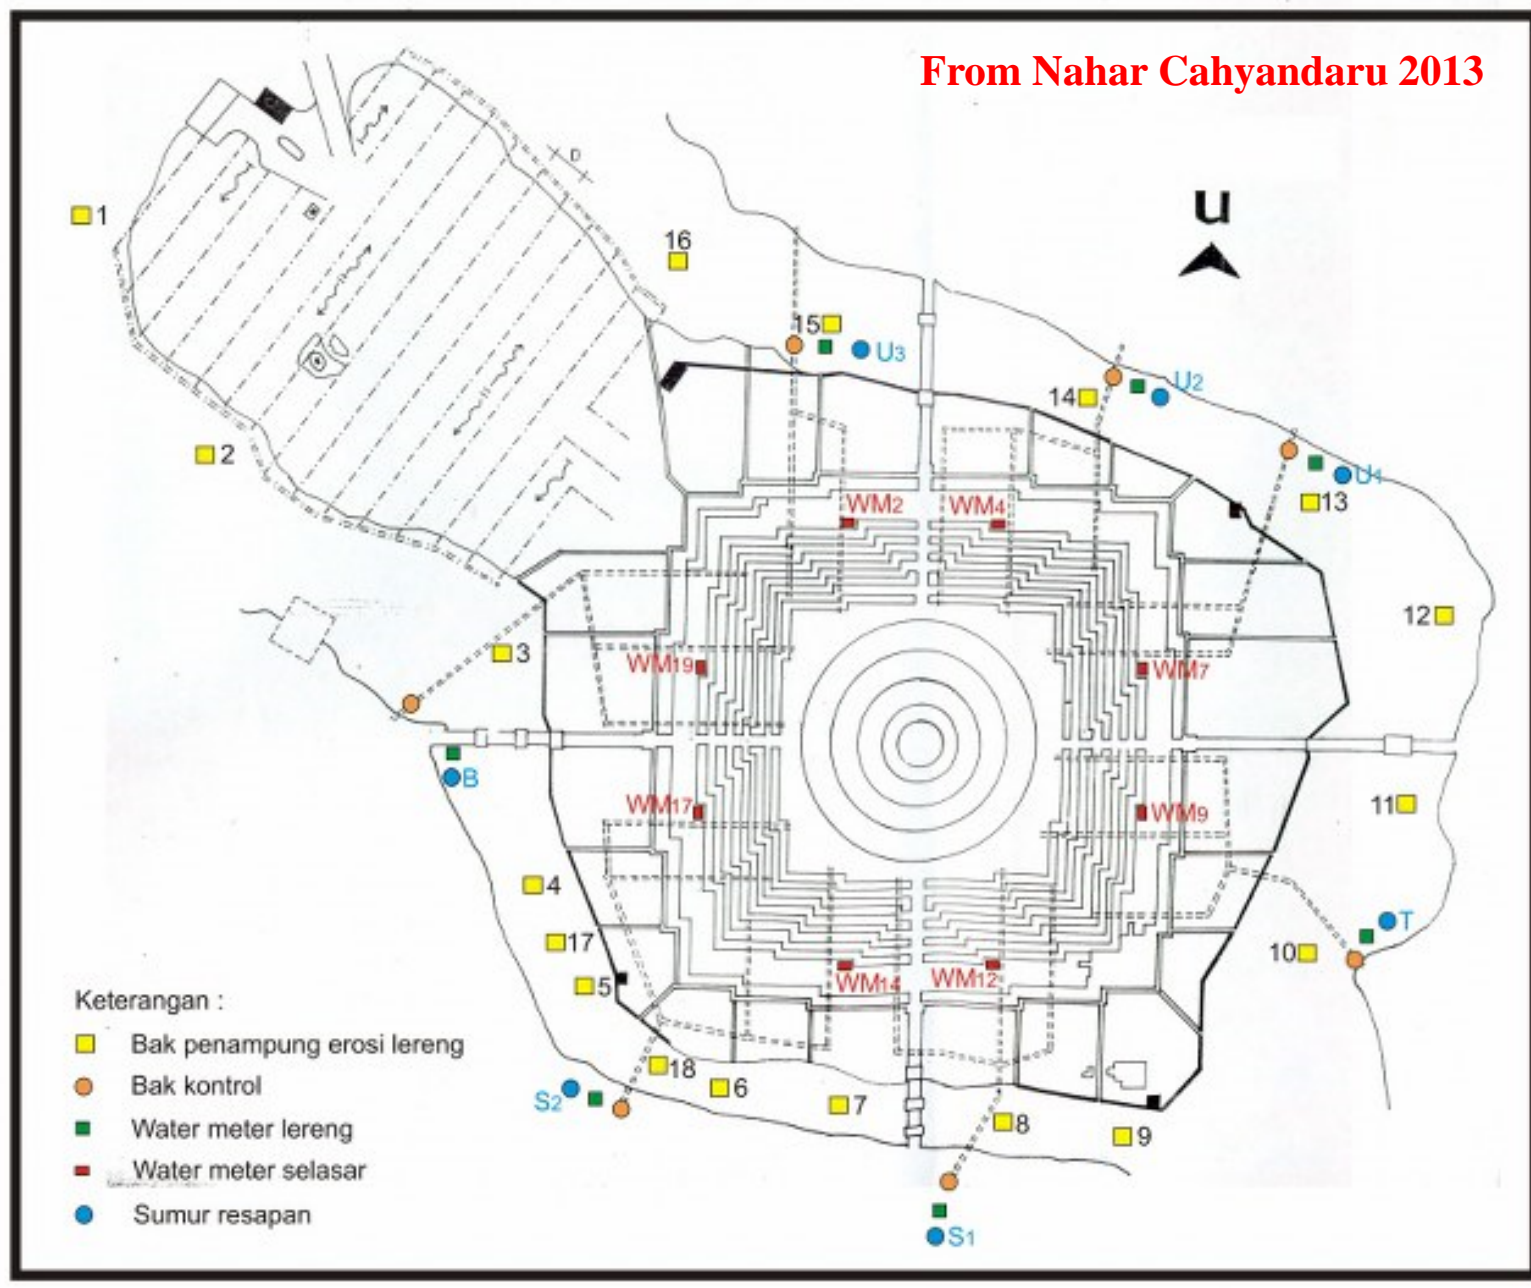 From Nahar Cahyandaru 2013
D
u
1
16
15
U3
U2
14
2
U1
13
WM2
WM4
12
3
WM19
WM7
B
WM17
WM9
11
4
T
17
10
5
WM14
WM12
18
6
S2
7
8
9
S1
Keterangan :
Bak penampung erosi lereng
Bak kontrol
Water meter lereng
Water meter selasar
Sumur resapan